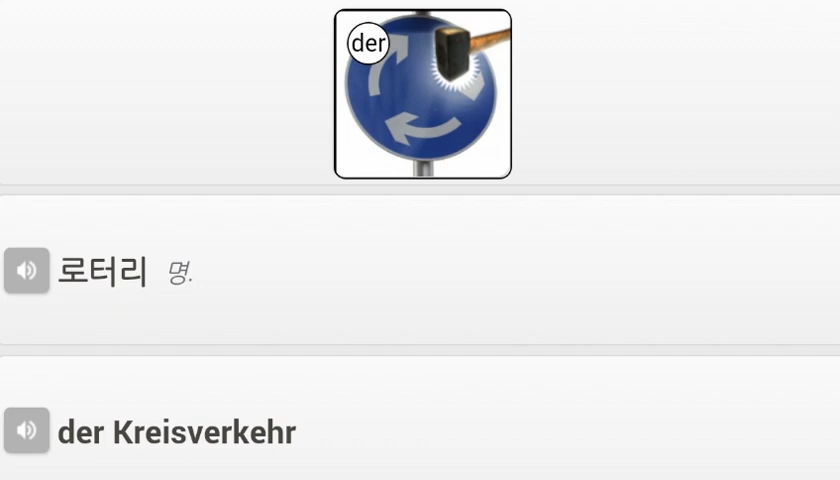 der
로터리 명.
der Kreisverkehr